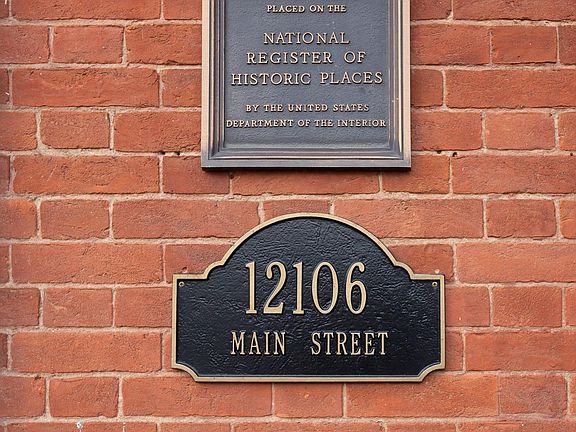 PLACED ON THE
NATIONAL
REGISTER OF
HISTORIC PLACES
BY THE UNITED STATES
DEPARTMENT OF THE INTERIOR
12106
MAIN STREET